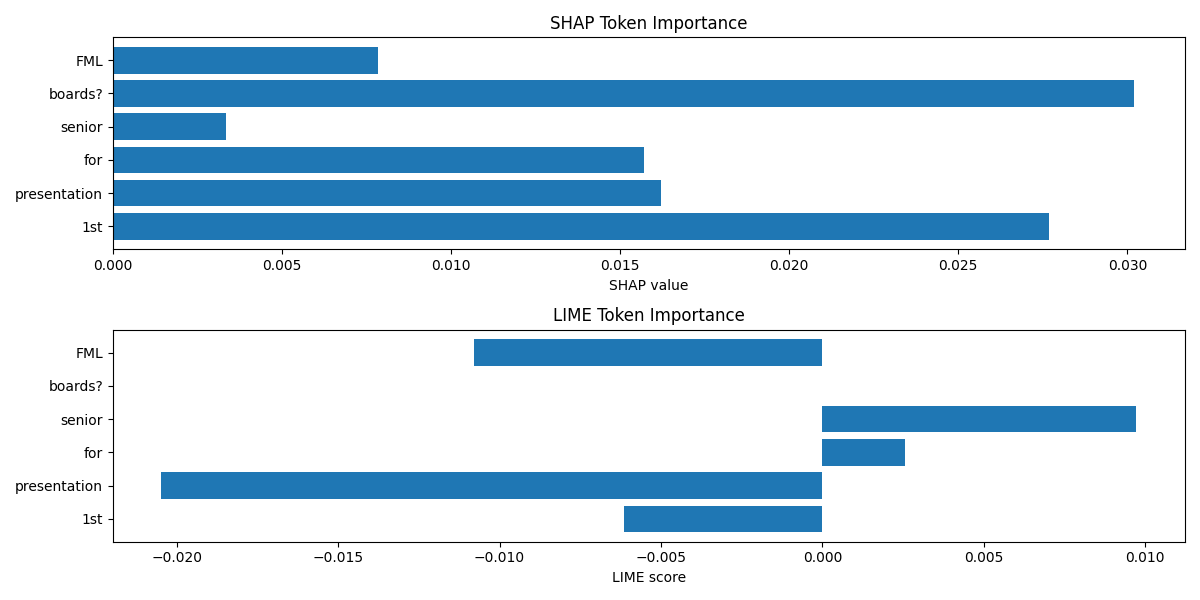 SHAP Token Importance
FML
boards?
senior
for
presentation
1st
0.000 0.005 0.010 0.015 0.020 0.025 0.030
SHAP value
LIME Token Importance
FML
boards?
senior
for
presentation
1st
−0.020 −0.015 −0.010 −0.005 0.000 0.005 0.010
LIME score